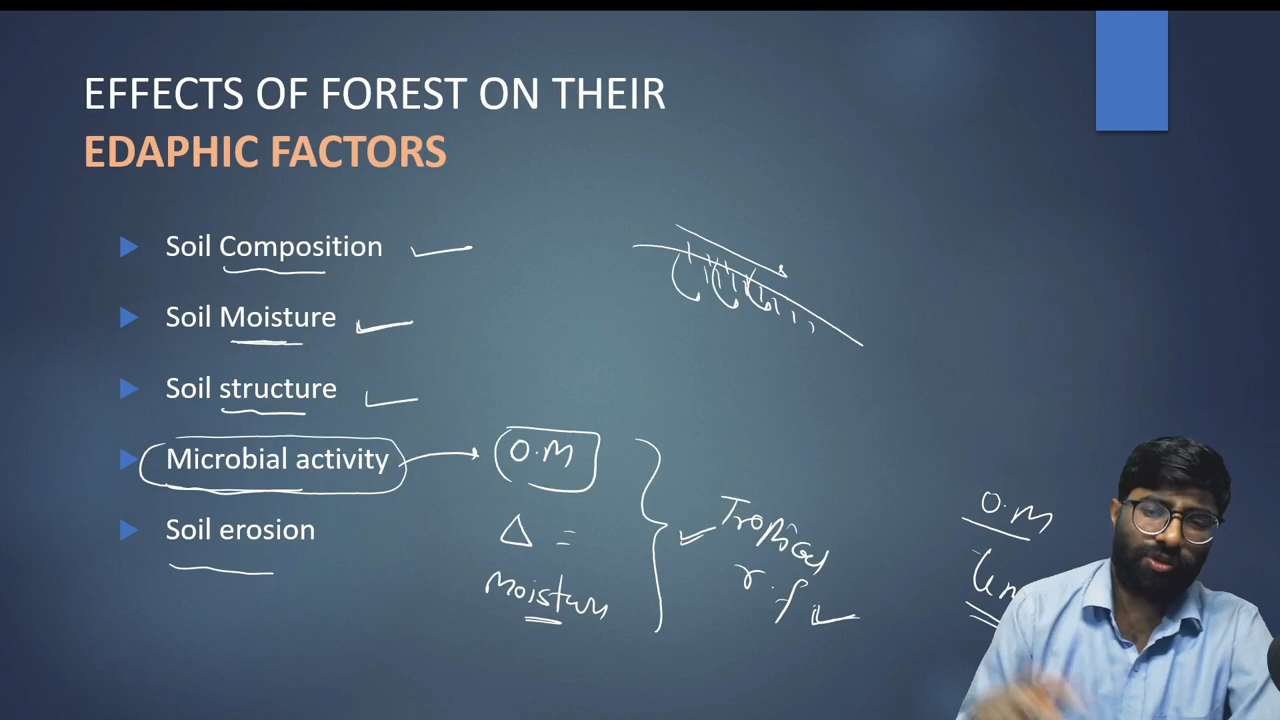 EFFECTS OF FOREST ON THEIR
EDAPHIC FACTORS
Soil Composition
Soil Moisture
Soil structure
Microbial activity
Soil erosion
O.M
Δ =
Moisture
Tropical
r.f
O.M